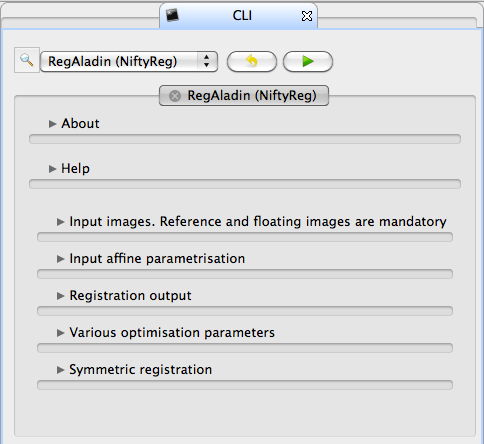 CLI
RegAladin (NiftyReg)
RegAladin (NiftyReg)
About
Help
Input images. Reference and floating images are mandatory
Input affine parametrisation
Registration output
Various optimisation parameters
Symmetric registration